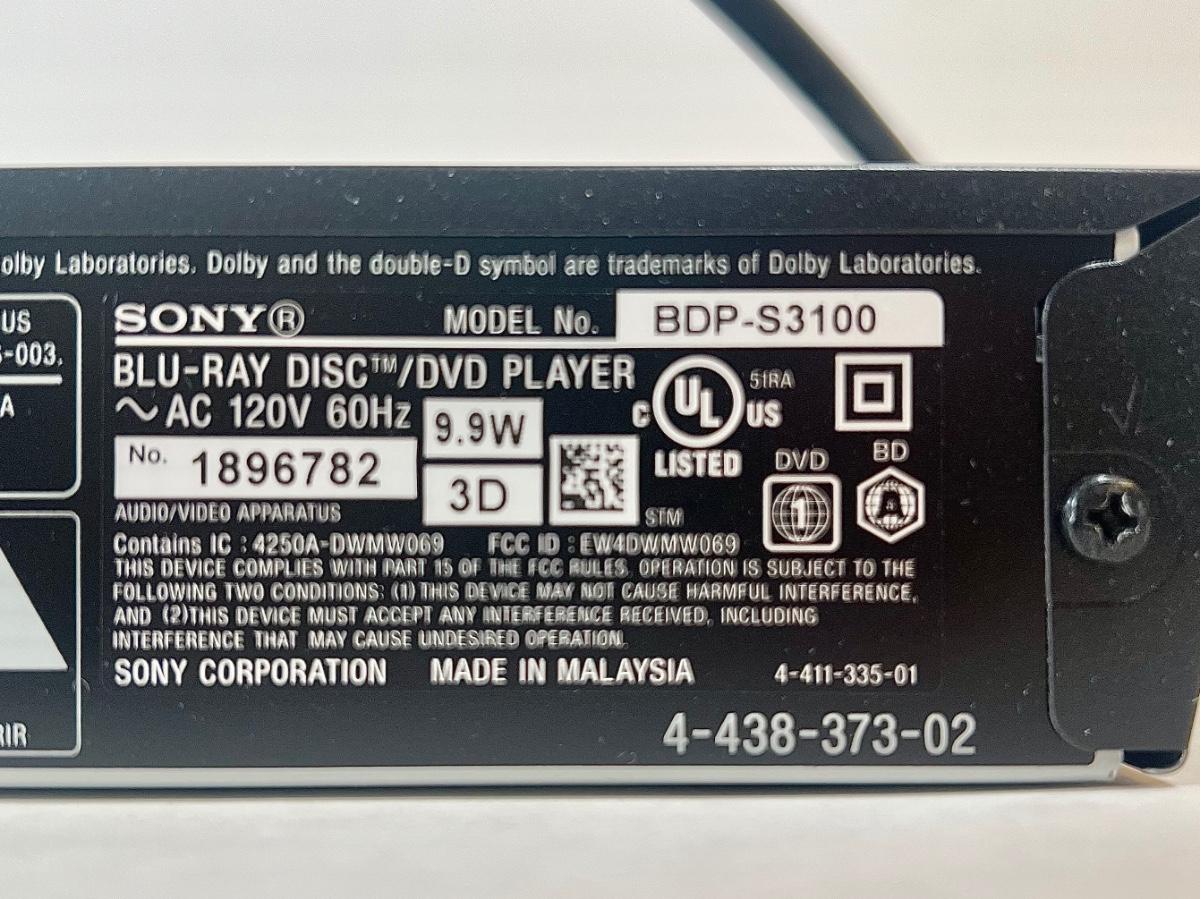 olby Laboratories. Dolby and the double-D symbol are trademarks of Dolby Laboratories.
US
-003.
A
RIR
SONY® MODEL No. BDP-S3100
BLU-RAY DISC™/DVD PLAYER
~ AC 120V 60Hz 9.9W
No. 1896782 3D
C UL US 51RA
LISTED
DVD BD
1 A
STM
AUDIO/VIDEO APPARATUS
Contains IC : 4250A-DWMW069 FCC ID : EW4DWMW069
THIS DEVICE COMPLIES WITH PART 15 OF THE FCC RULES. OPERATION IS SUBJECT TO THE
FOLLOWING TWO CONDITIONS: (1) THIS DEVICE MAY NOT CAUSE HARMFUL INTERFERENCE,
AND (2)THIS DEVICE MUST ACCEPT ANY INTERFERENCE RECEIVED, INCLUDING
INTERFERENCE THAT MAY CAUSE UNDESIRED OPERATION.
SONY CORPORATION MADE IN MALAYSIA 4-411-335-01
4-438-373-02